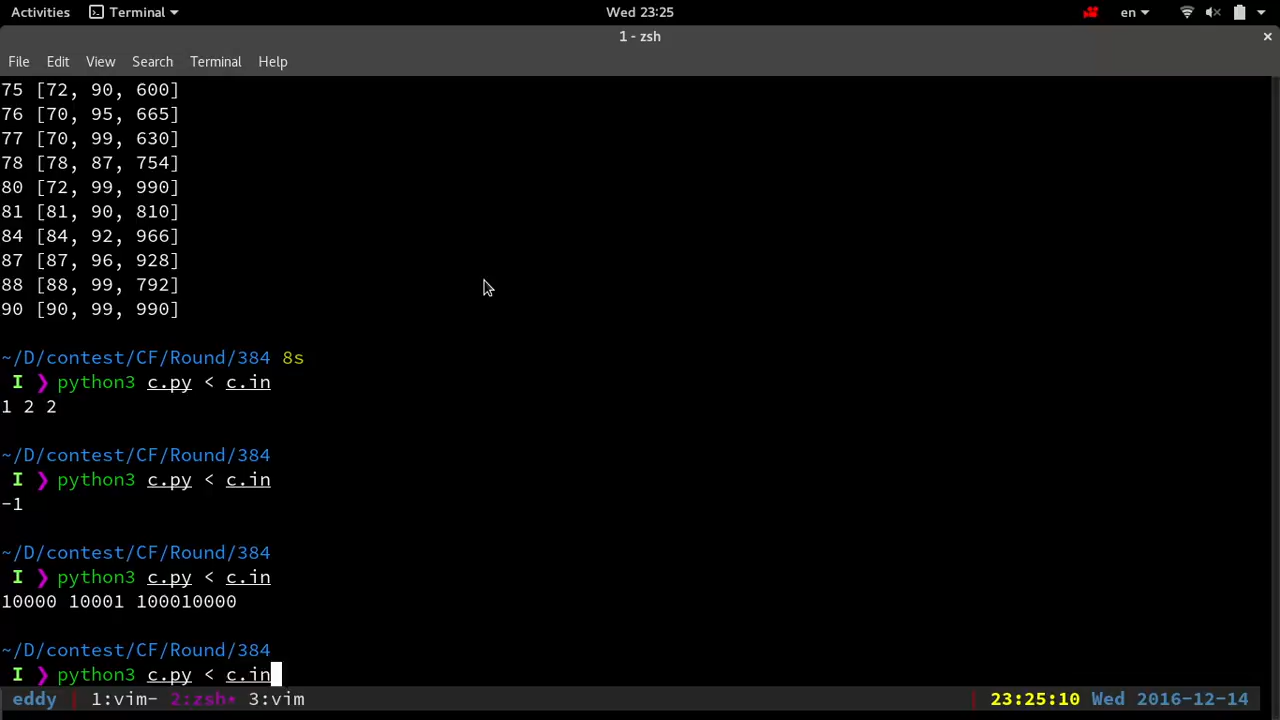 Activities Terminal Wed 23:25 en
1 - zsh
File Edit View Search Terminal Help
75 [72, 90, 600]
76 [70, 95, 665]
77 [70, 99, 630]
78 [78, 87, 754]
80 [72, 99, 990]
81 [81, 90, 810]
84 [84, 92, 966]
87 [87, 96, 928]
88 [88, 99, 792]
90 [90, 99, 990]
~/D/contest/CF/Round/384 8s
I ❯ python3 c.py < c.in
1 2 2
~/D/contest/CF/Round/384
I ❯ python3 c.py < c.in
-1
~/D/contest/CF/Round/384
I ❯ python3 c.py < c.in
10000 10001 100010000
~/D/contest/CF/Round/384
I ❯ python3 c.py < c.in
eddy 1:vim- 2:zsh* 3:vim 23:25:10 Wed 2016-12-14